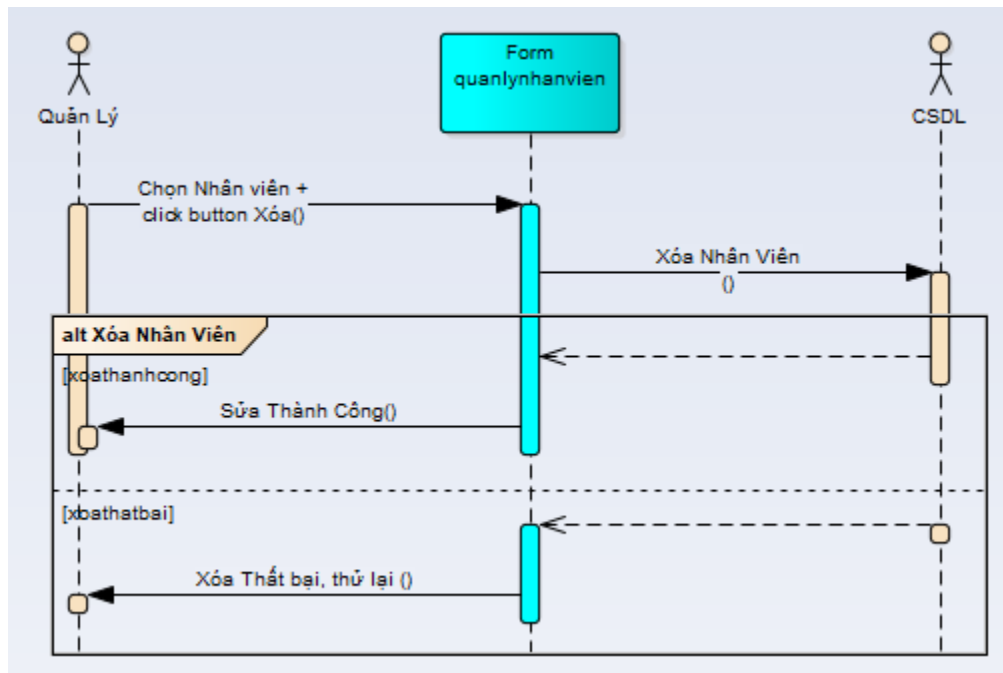 Quản Lý
Form
quanlynhanvien
CSDL
Chọn Nhân viên +
click button Xóa()
Xóa Nhân Viên
()
alt Xóa Nhân Viên
[xoathanhcong]
Sửa Thành Công()
[xoathatbai]
Xóa Thất bại, thử lại ()